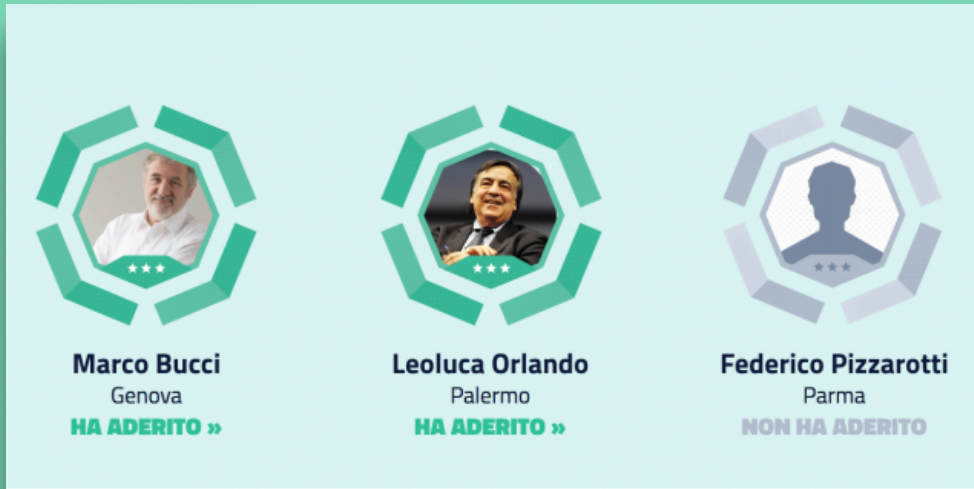 Marco Bucci
Genova
HA ADERITO »
Leoluca Orlando
Palermo
HA ADERITO »
Federico Pizzarotti
Parma
NON HA ADERITO